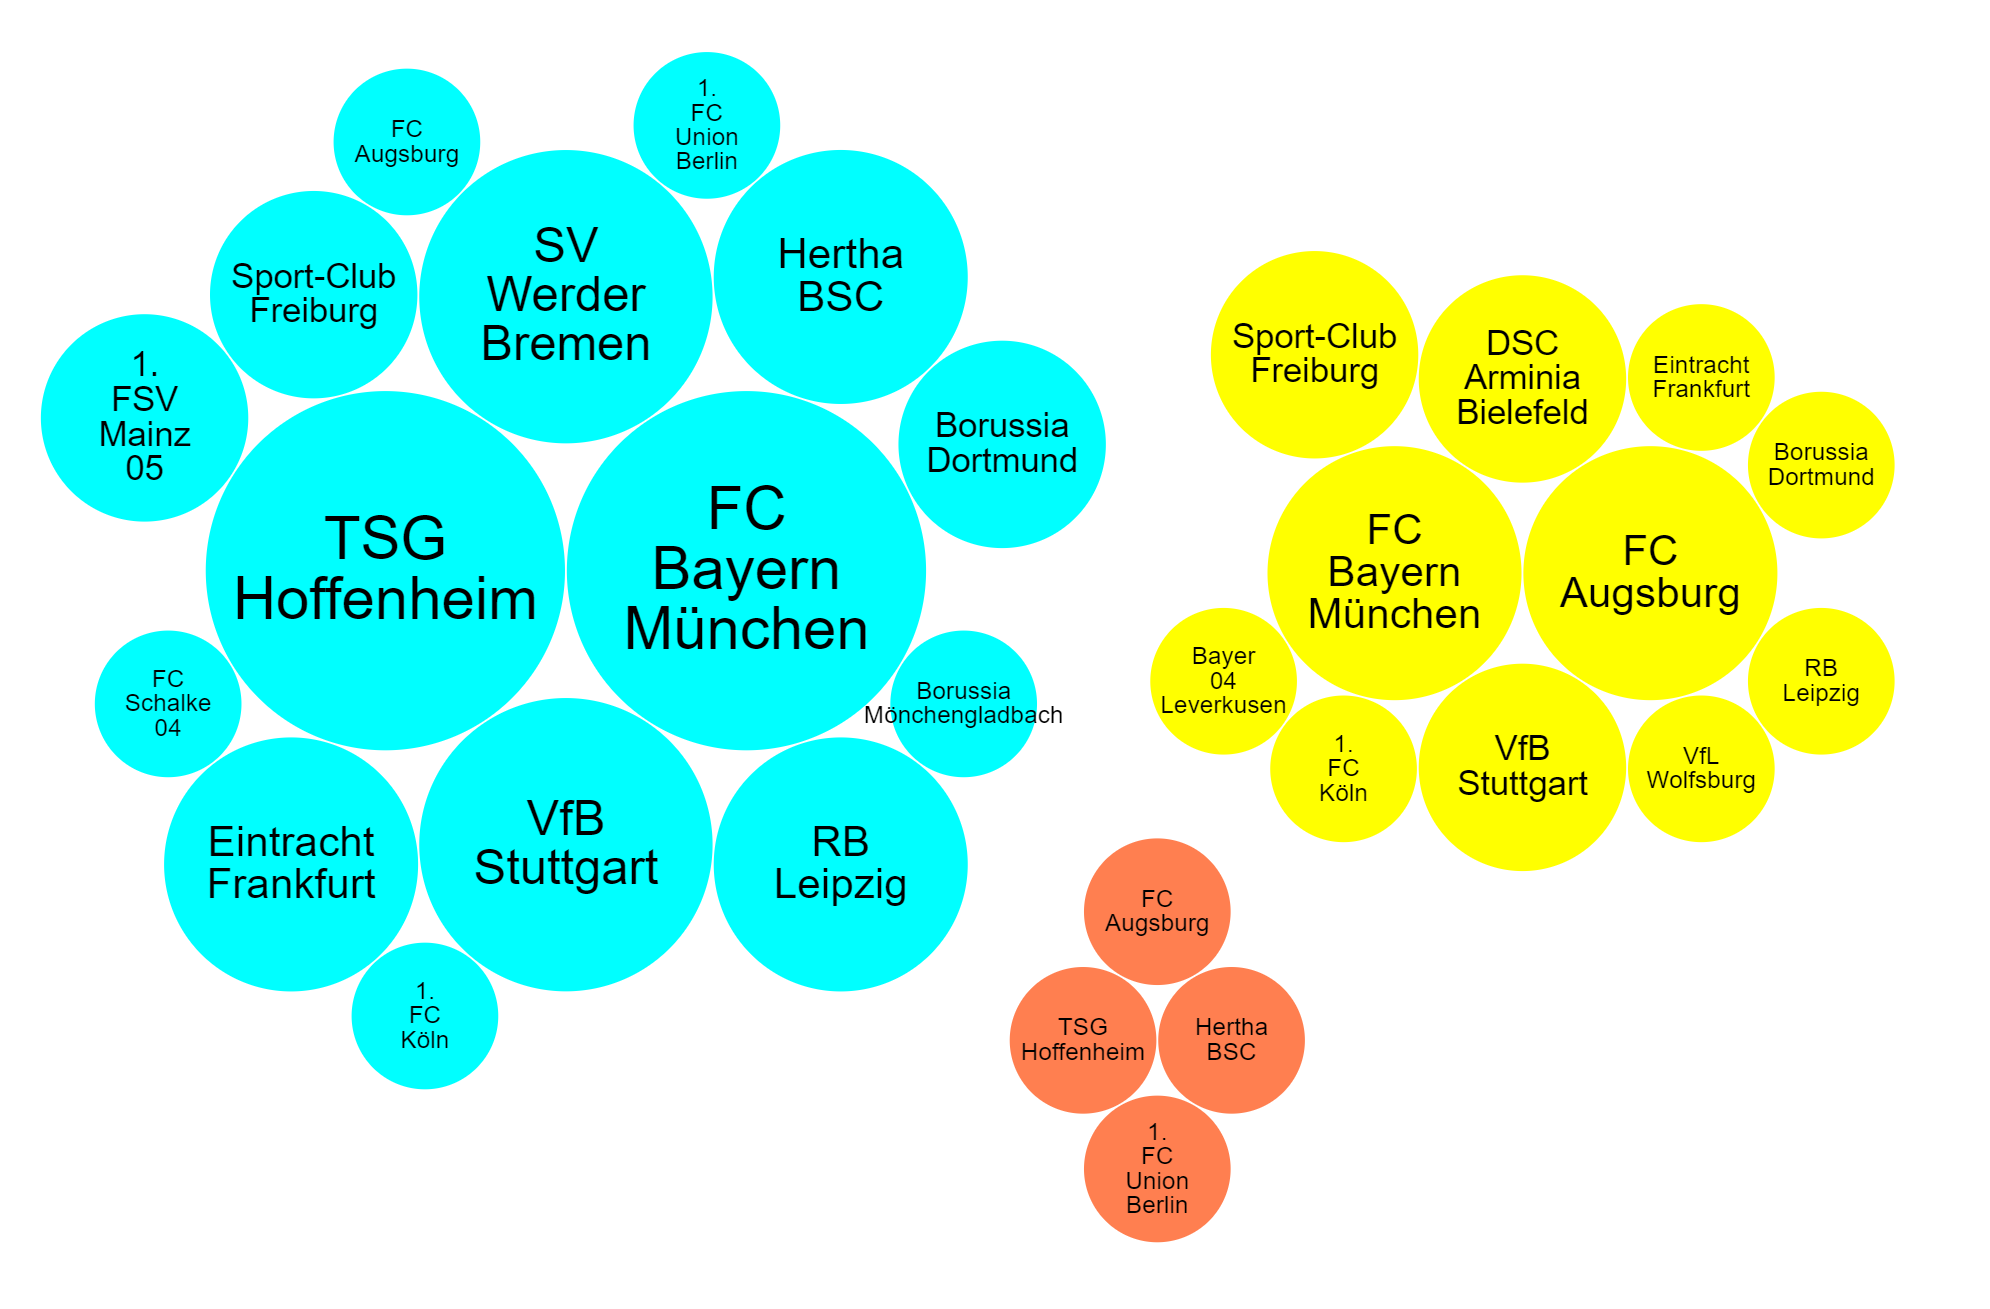 FC
Augsburg
1.
FC
Union
Berlin
SV
Werder
Bremen
Hertha
BSC
Sport-Club
Freiburg
1.
FSV
Mainz
05
Borussia
Dortmund
TSG
Hoffenheim
FC
Bayern
München
FC
Schalke
04
Borussia
Mönchengladbach
Eintracht
Frankfurt
VfB
Stuttgart
RB
Leipzig
1.
FC
Köln
Sport-Club
Freiburg
DSC
Arminia
Bielefeld
Eintracht
Frankfurt
Borussia
Dortmund
FC
Bayern
München
FC
Augsburg
Bayer
04
Leverkusen
RB
Leipzig
1.
FC
Köln
VfB
Stuttgart
VfL
Wolfsburg
FC
Augsburg
TSG
Hoffenheim
Hertha
BSC
1.
FC
Union
Berlin